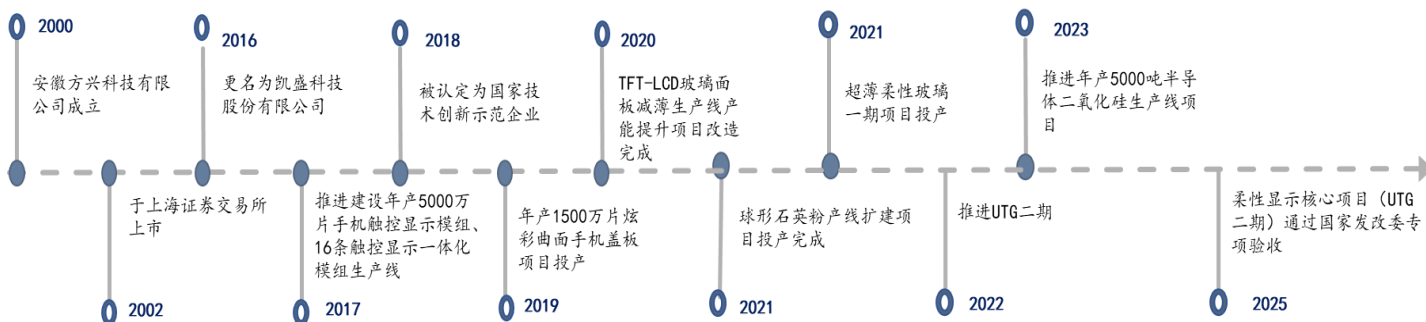 2000
安徽方兴科技有限
公司成立
2002
于上海证券交易所
上市
2016
更名为凯盛科技
股份有限公司
2017
推进建设年产5000万
片手机触控显示模组、
16条触控显示一体化
模组生产线
2018
被认定为国家技
术创新示范企业
2019
年产1500万片炫
彩曲面手机盖板
项目投产
2020
TFT-LCD玻璃面
板减薄生产线产
能提升项目改造
完成
2021
球形石英粉产线扩建项
目投产完成
2021
超薄柔性玻璃
一期项目投产
2022
推进UTG二期
2023
推进年产5000吨半导
体二氧化硅生产线项
目
2025
柔性显示核心项目（UTG
二期）通过国家发改委专
项验收